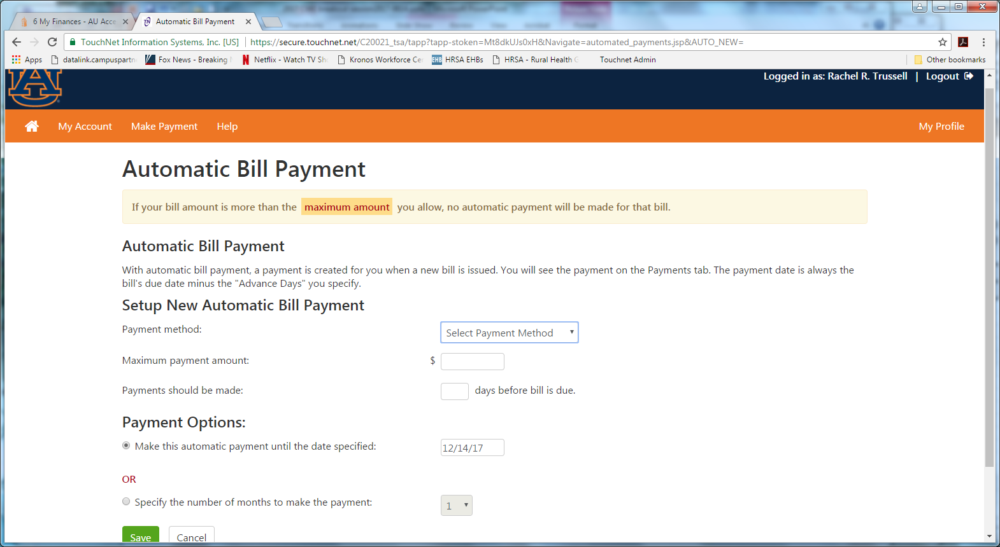 6 My Finances - AU Acce
Automatic Bill Payment
TouchNet Information Systems, Inc. [US] | https://secure.touchnet.net/C20021_tsa/tapp?tapp-stoken=Mt8dkUJs0xH&Navigate=automated_payments.jsp&AUTO_NEW=
Apps datalink.campuspartn Fox News - Breaking Netflix - Watch TV Sh Kronos Workforce Ce EHB HRSA EHBs HRSA - Rural Health Touchnet Admin Other bookmarks
Logged in as: Rachel R. Trussell | Logout
My Account Make Payment Help My Profile
Automatic Bill Payment
If your bill amount is more than the maximum amount you allow, no automatic payment will be made for that bill.
Automatic Bill Payment
With automatic bill payment, a payment is created for you when a new bill is issued. You will see the payment on the Payments tab. The payment date is always the
bill's due date minus the "Advance Days" you specify.
Setup New Automatic Bill Payment
Payment method: Select Payment Method
Maximum payment amount: $
Payments should be made: days before bill is due.
Payment Options:
Make this automatic payment until the date specified: 12/14/17
OR
Specify the number of months to make the payment: 1
Save Cancel